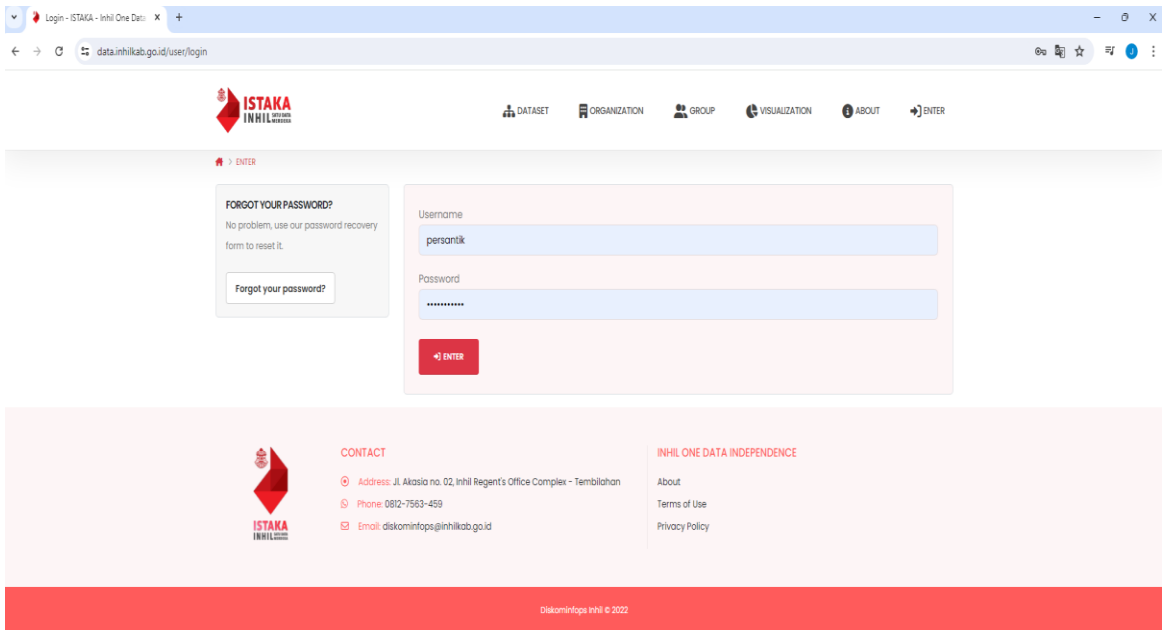 Login - ISTAKA - Inhil One Data
data.inhilkab.go.id/user/login
J
ISTAKA
INHIL
DATASET
ORGANIZATION
GROUP
VISUALIZATION
ABOUT
ENTER
> ENTER
FORGOT YOUR PASSWORD?
No problem, use our password recovery
form to reset it.
Forgot your password?
Username
persantik
Password
•••••••••••
ENTER
ISTAKA
INHIL
CONTACT
Address: Jl. Akasia no. 02, Inhil Regent's Office Complex - Tembilahan
Phone: 0812-7563-459
Email: diskominfops@inhilkab.go.id
INHIL ONE DATA INDEPENDENCE
About
Terms of Use
Privacy Policy
Diskominfops Inhil © 2022